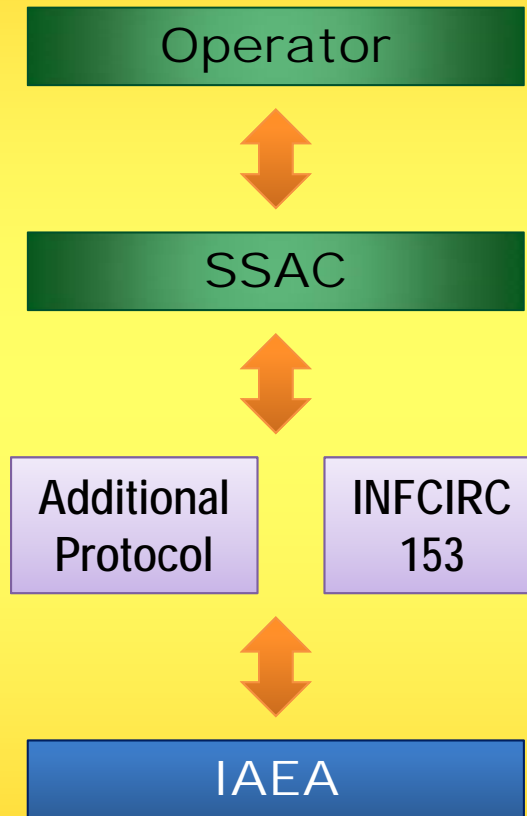 Operator
SSAC
Additional
Protocol
INFCIRC
153
IAEA